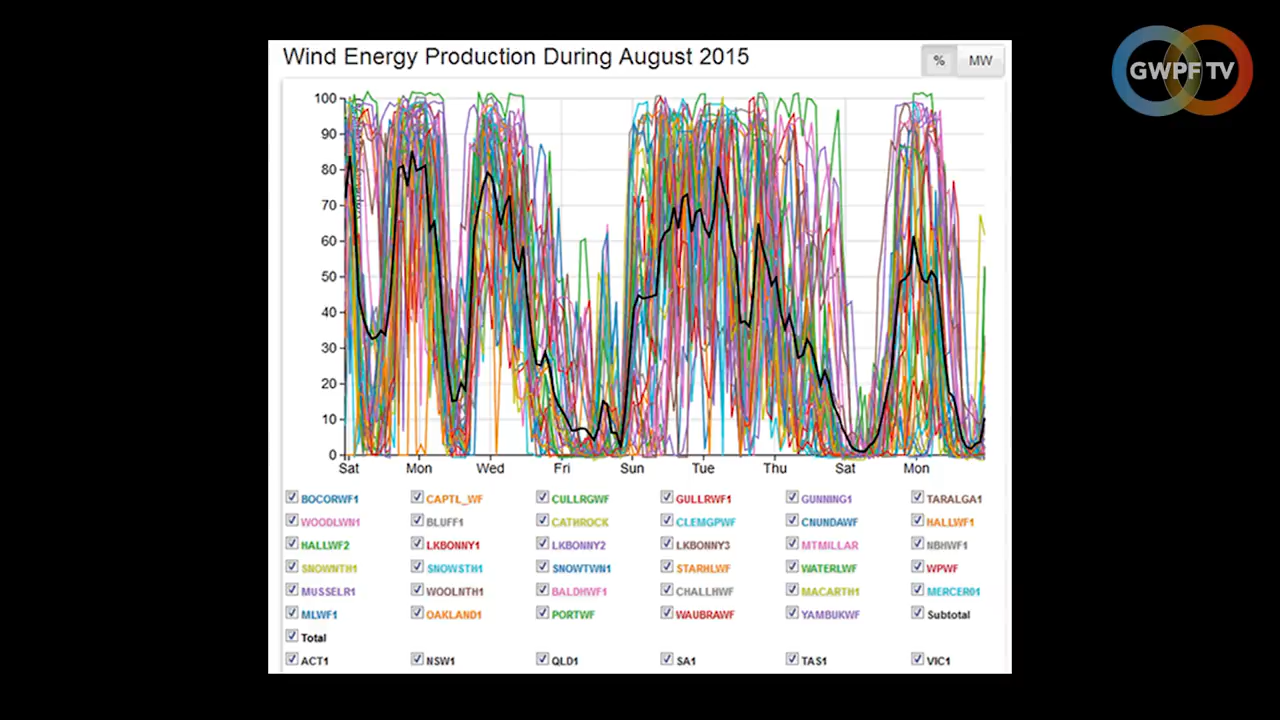 Wind Energy Production During August 2015
% MW
GWPF TV
100
90
80
70
60
50
40
30
20
10
0
Sat Mon Wed Fri Sun Tue Thu Sat Mon
BOCORWF1 CAPTL_WF CULLRGWF GULLRWF1 GUNNING1 TARALGA1
WOODLWN1 BLUFF1 CATHROCK CLEMGPWF CNUNDAWF HALLWF1
HALLWF2 LKBONNY1 LKBONNY2 LKBONNY3 MTMILLAR NBHWF1
SNOWNTH1 SNOWSTH1 SNOWTWN1 STARHLWF WATERLWF WPWF
MUSSELR1 WOOLNTH1 BALDHWF1 CHALLHWF MACARTH1 MERCER01
MLWF1 OAKLAND1 PORTWF WAUBRAWF YAMBUKWF Subtotal
Total
ACT1 NSW1 QLD1 SA1 TAS1 VIC1